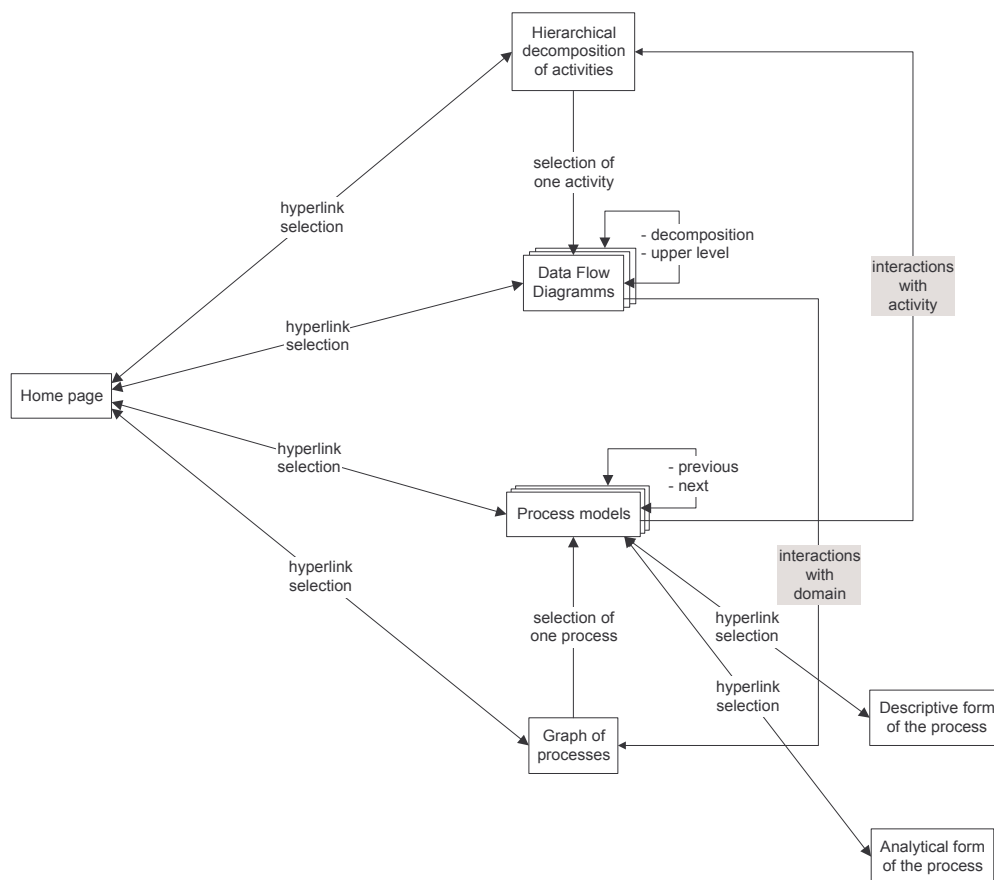 Hierarchical
decomposition
of activities
selection of
one activity
hyperlink
selection
- decomposition
- upper level
Data Flow
Diagramms
interactions
with
activity
hyperlink
selection
Home page
hyperlink
selection
- previous
- next
Process models
hyperlink
selection
interactions
with
domain
selection of
one process
hyperlink
selection
hyperlink
selection
Descriptive form
of the process
Graph of
processes
Analytical form
of the process